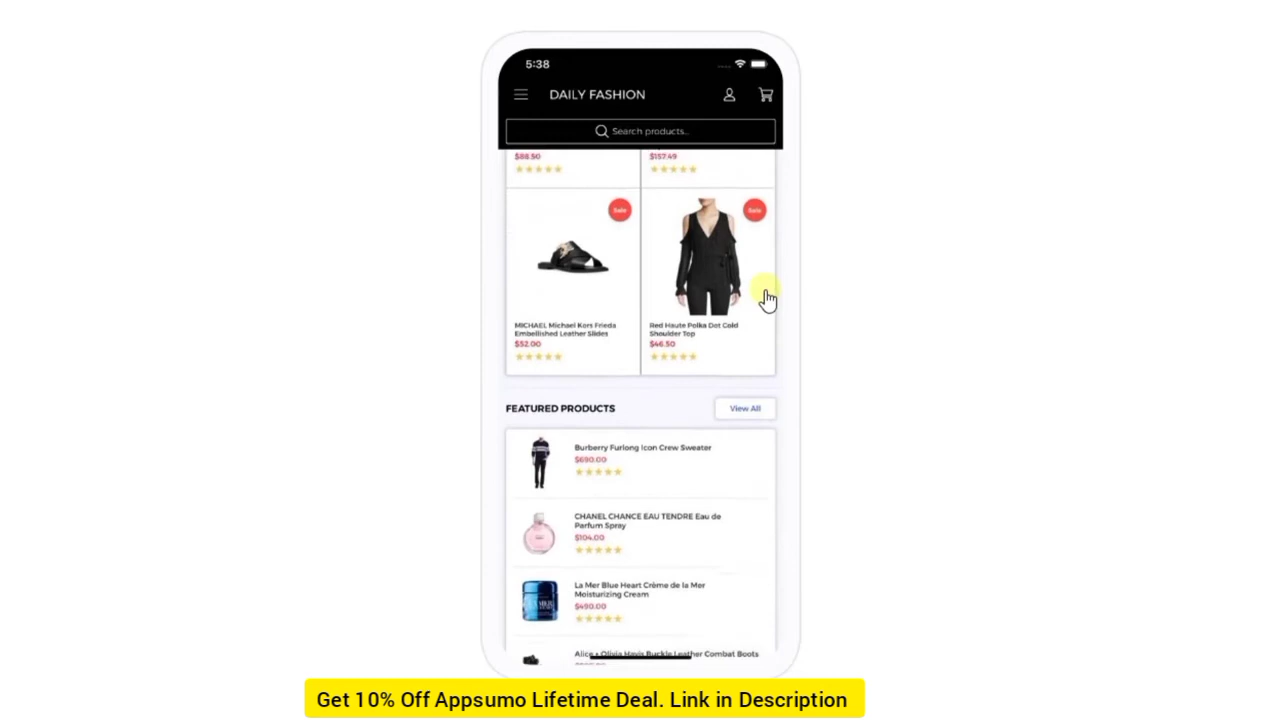 5:38
DAILY FASHION
Search products...
$88.50
$157.49
Sale
Sale
MICHAEL Michael Kors Frieda
Embellished Leather Slides
$52.00
Red Haute Polka Dot Cold
Shoulder Top
$46.50
FEATURED PRODUCTS
View All
Burberry Furlong Icon Crew Sweater
$690.00
CHANEL CHANCE EAU TENDRE Eau de
Parfum Spray
$104.00
La Mer Blue Heart Crème de la Mer
Moisturizing Cream
$490.00
Alice + Olivia Havis Buckle Leather Combat Boots
Get 10% Off Appsumo Lifetime Deal. Link in Description